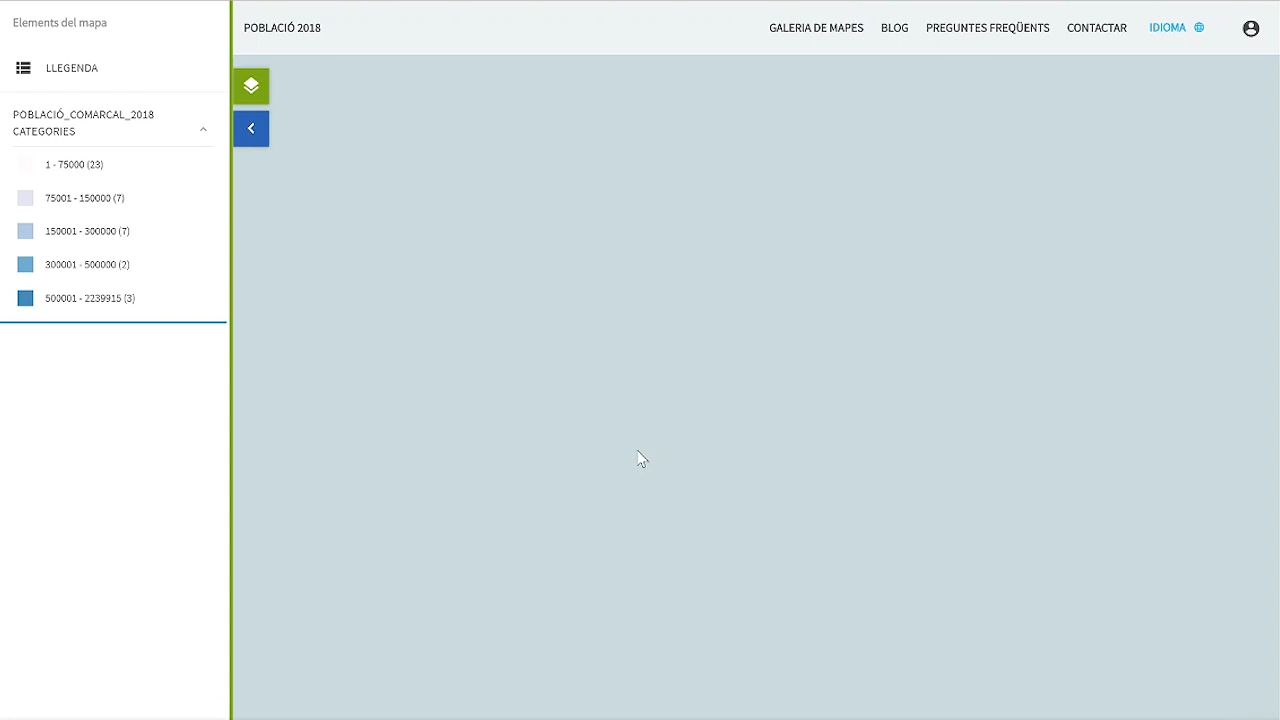 Elements del mapa
LLEGENDA
POBLACIÓ_COMARCAL_2018
CATEGORIES
1 - 75000 (23)
75001 - 150000 (7)
150001 - 300000 (7)
300001 - 500000 (2)
500001 - 2239915 (3)
POBLACIÓ 2018
GALERIA DE MAPES
BLOG
PREGUNTES FREQÜENTS
CONTACTAR
IDIOMA